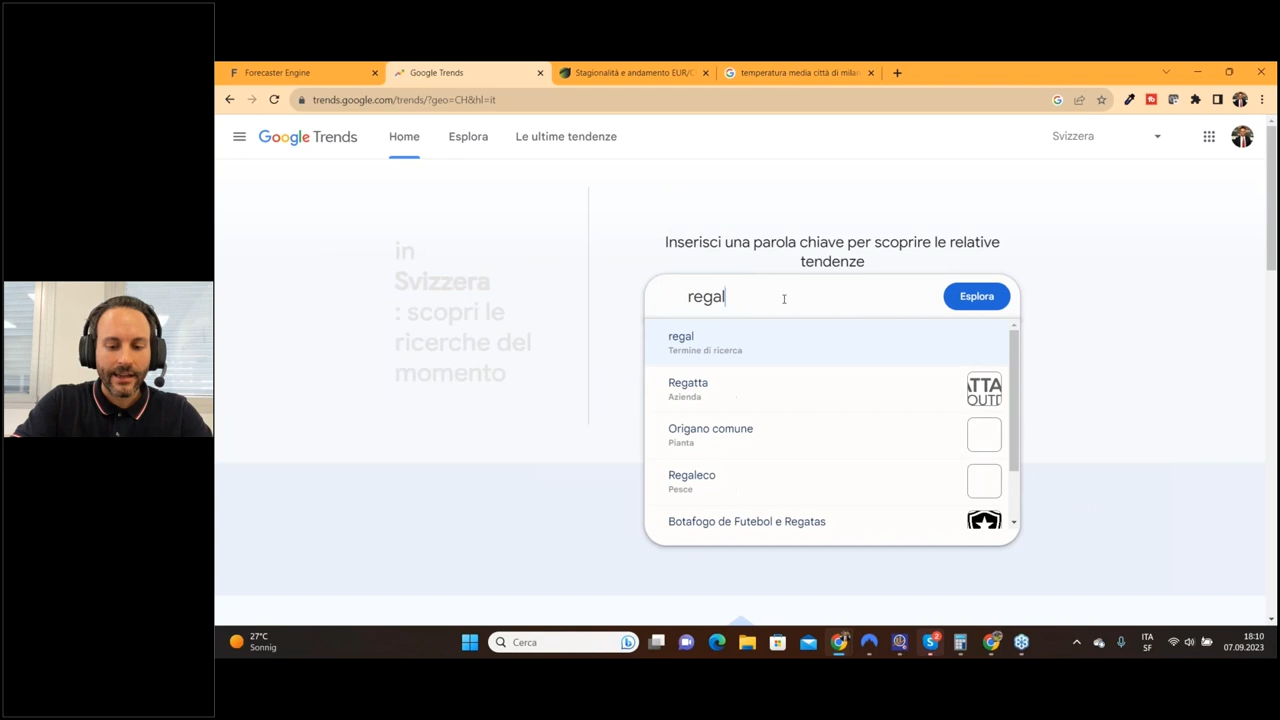 Forecaster Engine
Google Trends
Stagionalità e andamento EUR/C
temperatura media città di milan
trends.google.com/trends/?geo=CH&hl=it
Google Trends
Home
Esplora
Le ultime tendenze
Svizzera
in
Svizzera
: scopri le
ricerche del
momento
Inserisci una parola chiave per scoprire le relative
tendenze
regal
Esplora
regal
Termine di ricerca
Regatta
Azienda
ATTA
OUTD
Origano comune
Pianta
Regaleco
Pesce
Botafogo de Futebol e Regatas
27°C
Sonnig
Cerca
2
ITA
SF
18:10
07.09.2023